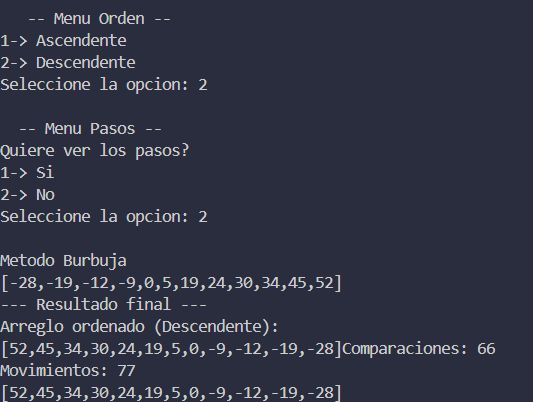 -- Menu Orden --
1-> Ascendente
2-> Descendente
Seleccione la opcion: 2
-- Menu Pasos --
Quiere ver los pasos?
1-> Si
2-> No
Seleccione la opcion: 2
Metodo Burbuja
[-28,-19,-12,-9,0,5,19,24,30,34,45,52]
--- Resultado final ---
Arreglo ordenado (Descendente):
[52,45,34,30,24,19,5,0,-9,-12,-19,-28]Comparaciones: 66
Movimientos: 77
[52,45,34,30,24,19,5,0,-9,-12,-19,-28]